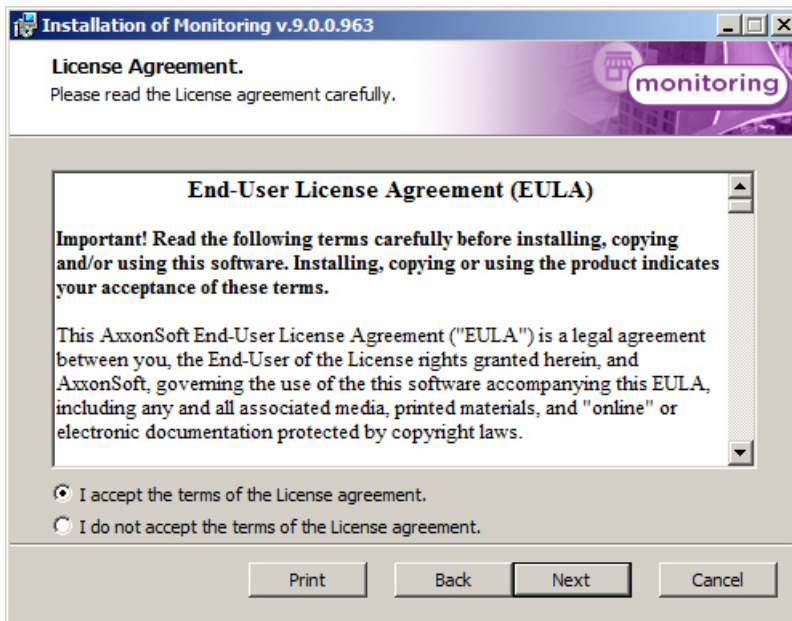 Installation of Monitoring v.9.0.0.963
License Agreement.
Please read the License agreement carefully.
monitoring
End-User License Agreement (EULA)
Important! Read the following terms carefully before installing, copying
and/or using this software. Installing, copying or using the product indicates
your acceptance of these terms.
This AxxonSoft End-User License Agreement ("EULA") is a legal agreement
between you, the End-User of the License rights granted herein, and
AxxonSoft, governing the use of the this software accompanying this EULA,
including any and all associated media, printed materials, and "online" or
electronic documentation protected by copyright laws.
I accept the terms of the License agreement.
I do not accept the terms of the License agreement.
Print
Back
Next
Cancel